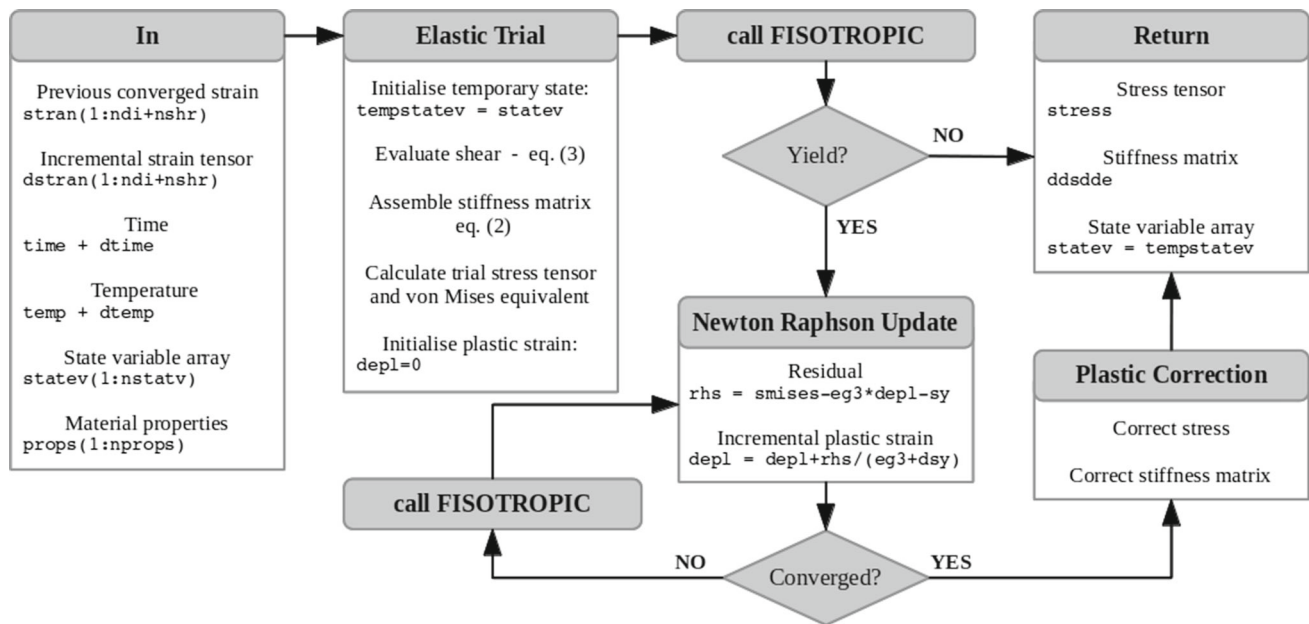 In
Previous converged strain
stran(1:ndi+nshr)
Incremental strain tensor
dstran(1:ndi+nshr)
Time
time + dtime
Temperature
temp + dtemp
State variable array
statev(1:nstatv)
Material properties
props(1:nprops)
Elastic Trial
Initialise temporary state:
tempstatev = statev
Evaluate shear - eq. (3)
Assemble stiffness matrix
eq. (2)
Calculate trial stress tensor
and von Mises equivalent
Initialise plastic strain:
depl=0
call FISOTROPIC
Yield?
NO
YES
Newton Raphson Update
Residual
rhs = smises-eg3*depl-sy
Incremental plastic strain
depl = depl+rhs/(eg3+dsy)
Converged?
NO
YES
call FISOTROPIC
Plastic Correction
Correct stress
Correct stiffness matrix
Return
Stress tensor
stress
Stiffness matrix
ddsdde
State variable array
statev = tempstatev